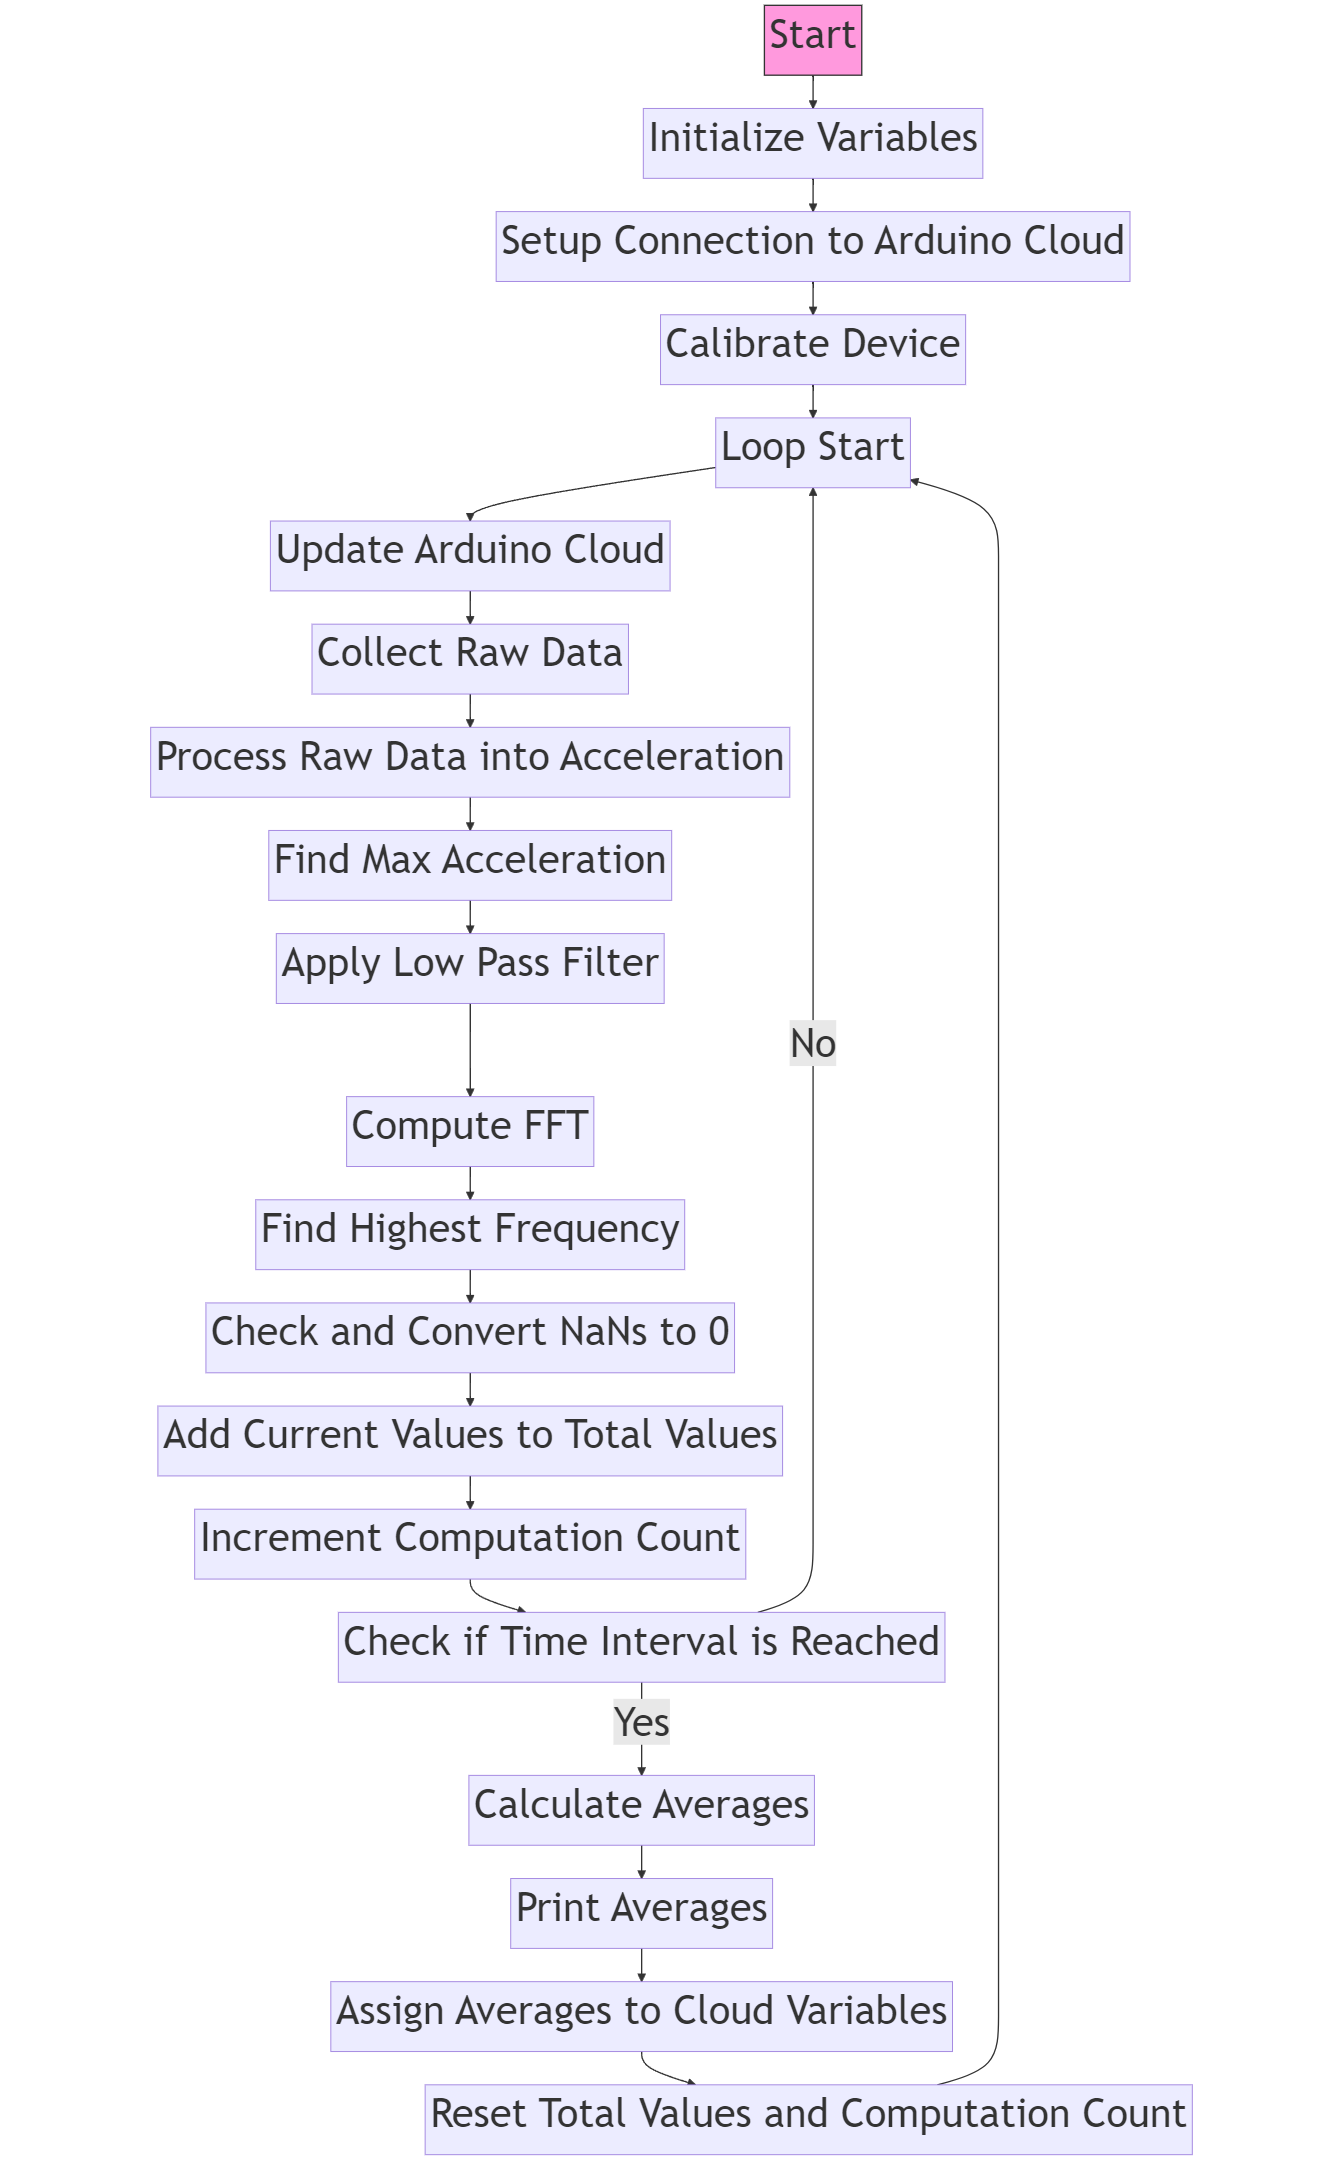 Start
Initialize Variables
Setup Connection to Arduino Cloud
Calibrate Device
Loop Start
Update Arduino Cloud
Collect Raw Data
Process Raw Data into Acceleration
Find Max Acceleration
Apply Low Pass Filter
No
Compute FFT
Find Highest Frequency
Check and Convert NaNs to 0
Add Current Values to Total Values
Increment Computation Count
Check if Time Interval is Reached
Yes
Calculate Averages
Print Averages
Assign Averages to Cloud Variables
Reset Total Values and Computation Count